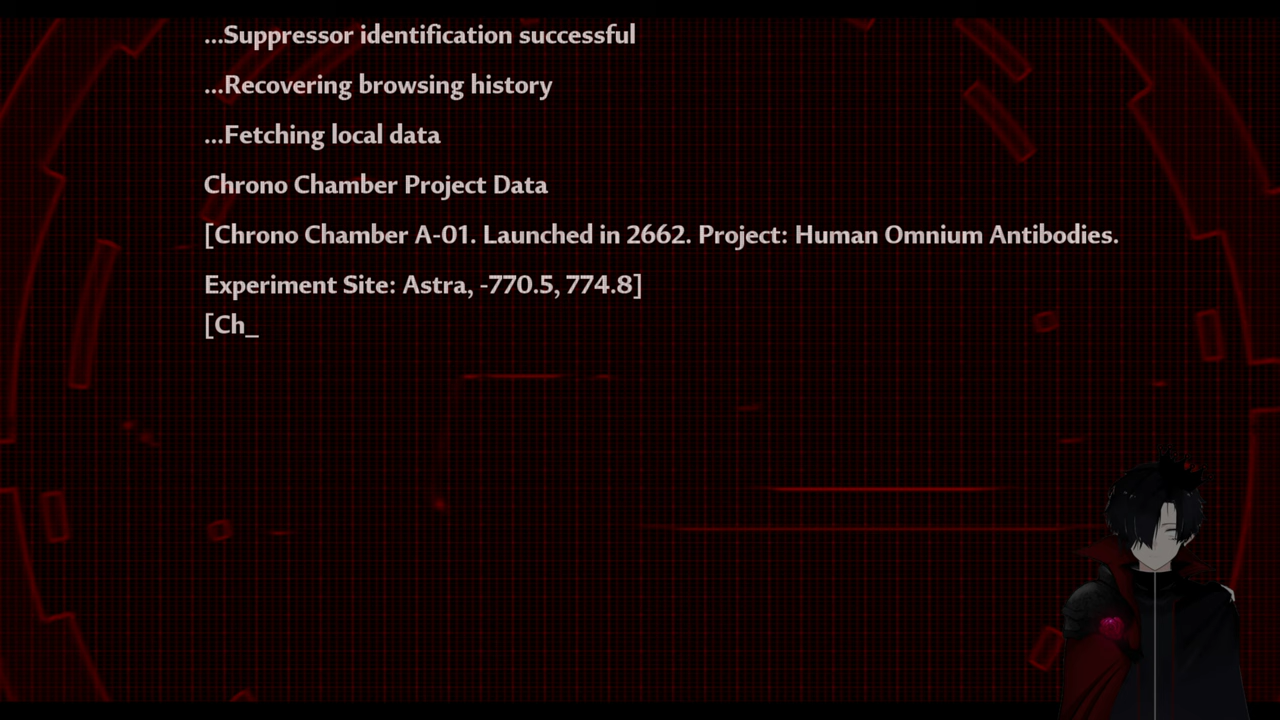 ...Suppressor identification successful
...Recovering browsing history
...Fetching local data
Chrono Chamber Project Data
[Chrono Chamber A-01. Launched in 2662. Project: Human Omnium Antibodies.
Experiment Site: Astra, -770.5, 774.8]
[Ch_